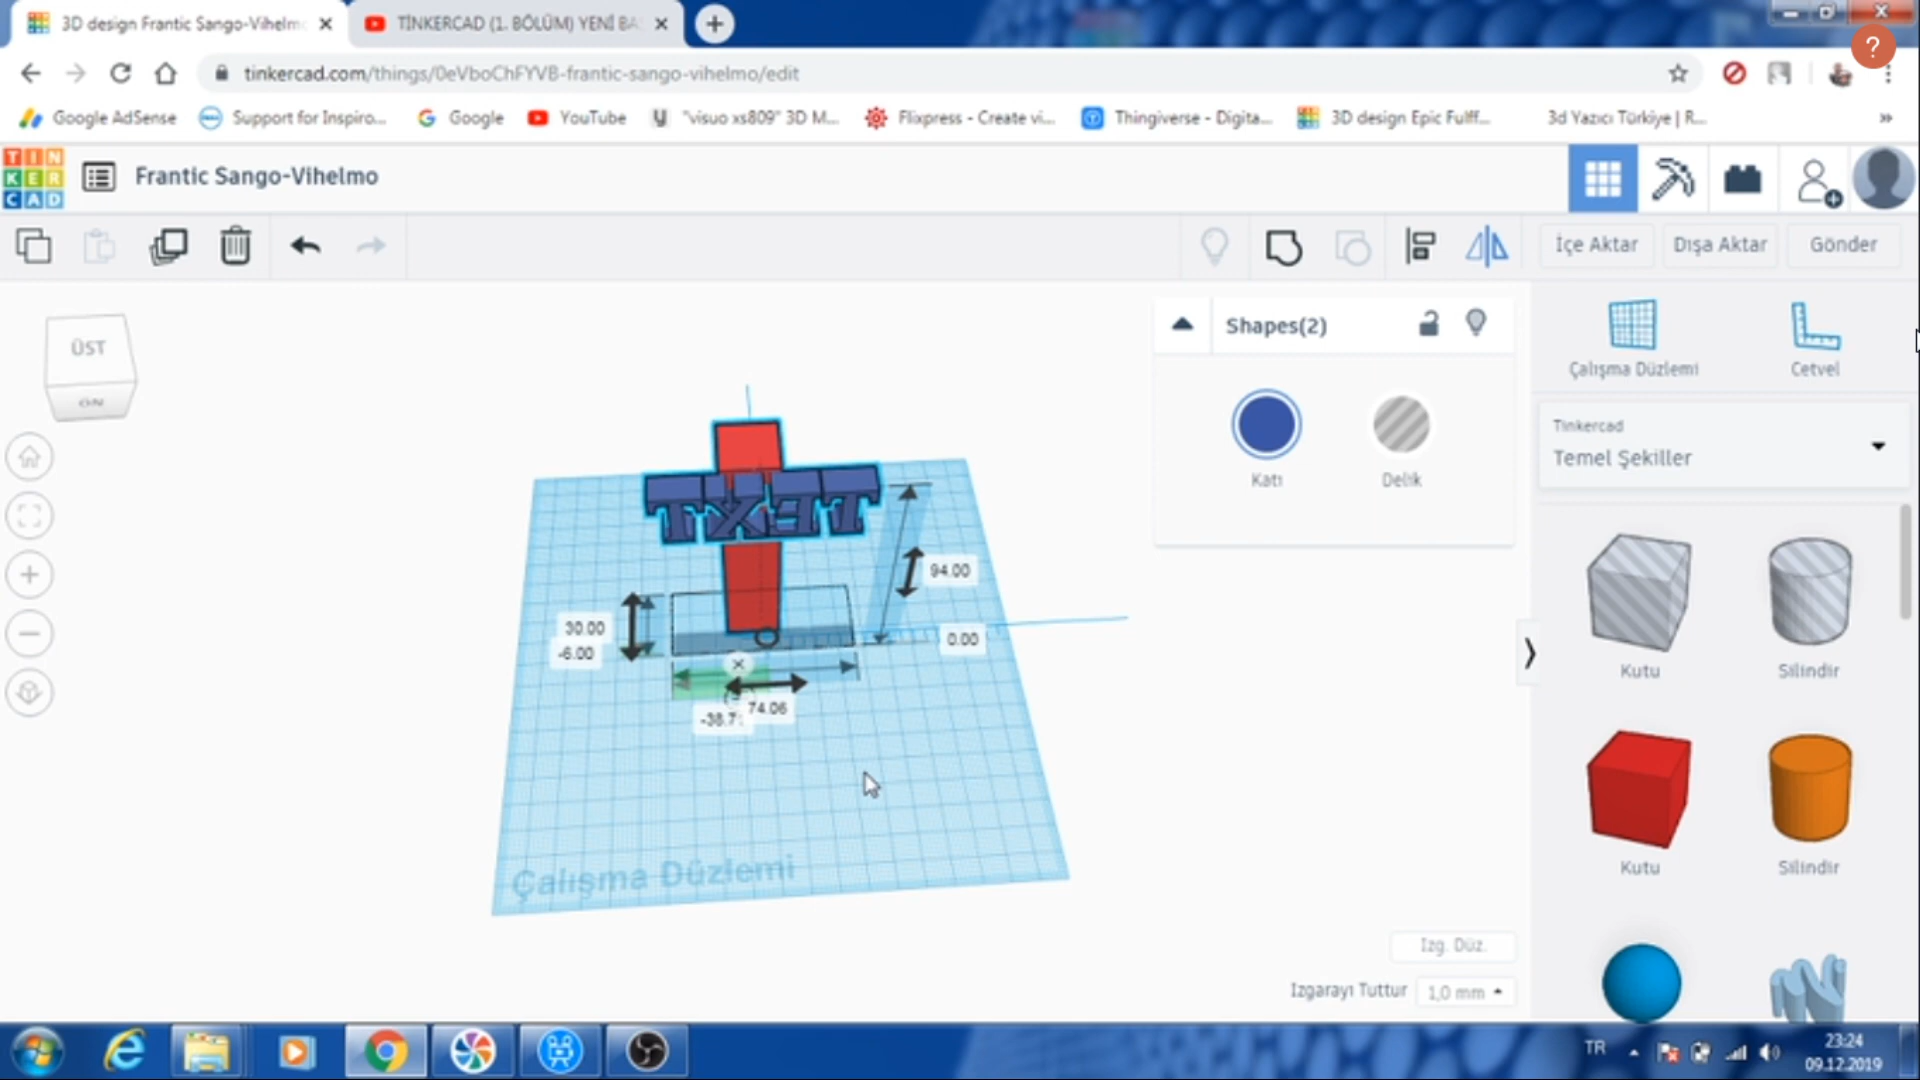 3D design Frantic Sango-Vihelm
TİNKERCAD (1. BÖLÜM) YENİ BA
tinkercad.com/things/0eVboChFYVB-frantic-sango-vihelmo/edit
?
Google AdSense
Support for Inspiro...
Google
YouTube
"visuo xs809" 3D M...
Flixpress - Create vi...
Thingiverse - Digita...
3D design Epic Fulff...
3d Yazıcı Türkiye | R...
TIN
KER
CAD
Frantic Sango-Vihelmo
İçe Aktar
Dışa Aktar
Gönder
ÜST
ÖN
Shapes(2)
Katı
Delik
Çalışma Düzlemi
Cetvel
Tinkercad
Temel Şekiller
TEXT
94.00
30.00
-6.00
0.00
74.06
-38.7
Kutu
Silindir
Kutu
Silindir
Çalışma Düzlemi
Izg. Düz.
Izgarayı Tuttur
1,0 mm
TR
23:24
09.12.2019